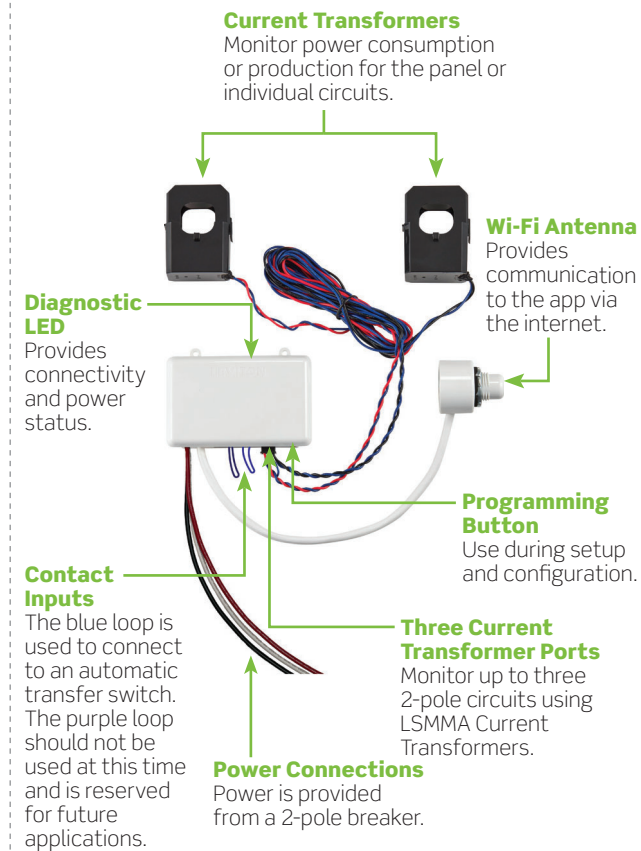 Current Transformers
Monitor power consumption
or production for the panel or
individual circuits.
Wi-Fi Antenna
Provides
communication
to the app via
the internet.
Diagnostic
LED
Provides
connectivity
and power
status.
Programming
Button
Use during setup
and configuration.
Contact
Inputs
The blue loop is
used to connect
to an automatic
transfer switch.
The purple loop
should not be
used at this time
and is reserved
for future
applications.
Three Current
Transformer Ports
Monitor up to three
2-pole circuits using
LSMMA Current
Transformers.
Power Connections
Power is provided
from a 2-pole breaker.